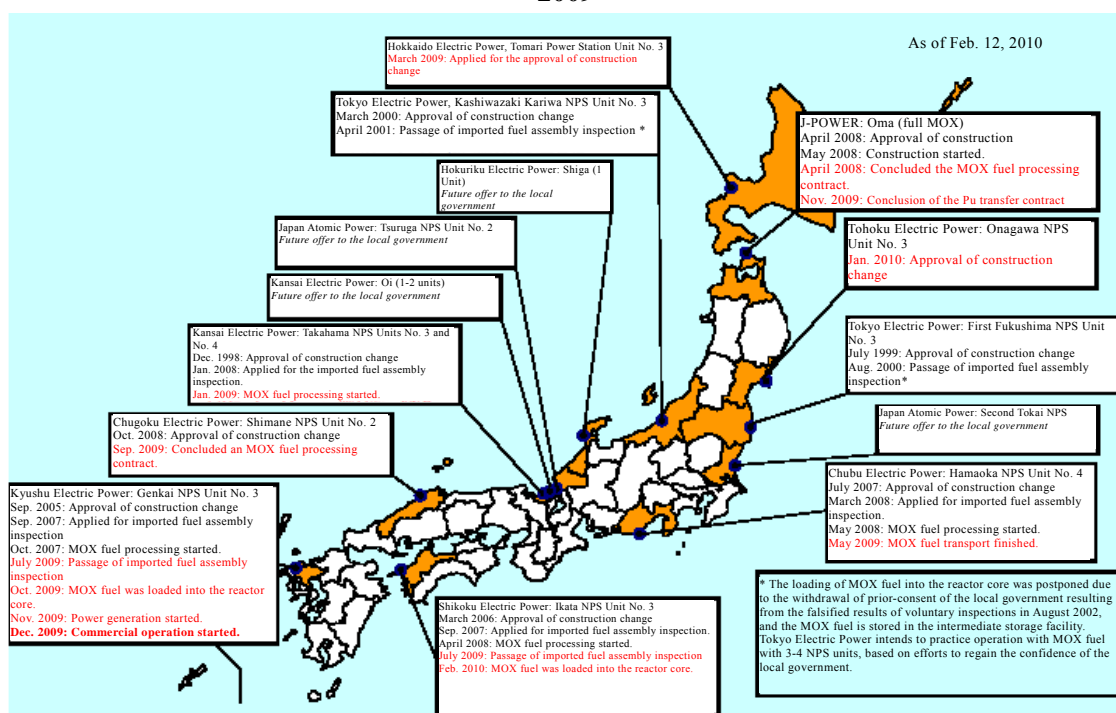 As of Feb. 12, 2010
Hokkaido Electric Power, Tomari Power Station Unit No. 3
March 2009: Applied for the approval of construction
change
Tokyo Electric Power, Kashiwazaki Kariwa NPS Unit No. 3
March 2000: Approval of construction change
April 2001: Passage of imported fuel assembly inspection *
Hokuriku Electric Power: Shiga (1
Unit)
Future offer to the local
government
Japan Atomic Power: Tsuruga NPS Unit No. 2
Future offer to the local government
Kansai Electric Power: Oi (1-2 units)
Future offer to the local government
Kansai Electric Power: Takahama NPS Units No. 3 and
No. 4
Dec. 1998: Approval of construction change
Jan. 2008: Applied for the imported fuel assembly
inspection.
Jan. 2009: MOX fuel processing started.
Chugoku Electric Power: Shimane NPS Unit No. 2
Oct. 2008: Approval of construction change
Sep. 2009: Concluded an MOX fuel processing
contract.
Kyushu Electric Power: Genkai NPS Unit No. 3
Sep. 2005: Approval of construction change
Sep. 2007: Applied for imported fuel assembly
inspection
Oct. 2007: MOX fuel processing started.
July 2009: Passage of imported fuel assembly
inspection
Oct. 2009: MOX fuel was loaded into the reactor
core.
Nov. 2009: Power generation started.
Dec. 2009: Commercial operation started.
Shikoku Electric Power: Ikata NPS Unit No. 3
March 2006: Approval of construction change
Sep. 2007: Applied for imported fuel assembly inspection.
April 2008: MOX fuel processing started.
July 2009: Passage of imported fuel assembly inspection
Feb. 2010: MOX fuel was loaded into the reactor core.
J-POWER: Oma (full MOX)
April 2008: Approval of construction
May 2008: Construction started.
April 2008: Concluded the MOX fuel processing
contract.
Nov. 2009: Conclusion of the Pu transfer contract
Tohoku Electric Power: Onagawa NPS
Unit No. 3
Jan. 2010: Approval of construction
change
Tokyo Electric Power: First Fukushima NPS Unit
No. 3
July 1999: Approval of construction change
Aug. 2000: Passage of imported fuel assembly
inspection*
Japan Atomic Power: Second Tokai NPS
Future offer to the local government
Chubu Electric Power: Hamaoka NPS Unit No. 4
July 2007: Approval of construction change
March 2008: Applied for imported fuel assembly
inspection.
May 2008: MOX fuel processing started.
May 2009: MOX fuel transport finished.
* The loading of MOX fuel into the reactor core was postponed due
to the withdrawal of prior-consent of the local government resulting
from the falsified results of voluntary inspections in August 2002,
and the MOX fuel is stored in the intermediate storage facility.
Tokyo Electric Power intends to practice operation with MOX fuel
with 3-4 NPS units, based on efforts to regain the confidence of the
local government.